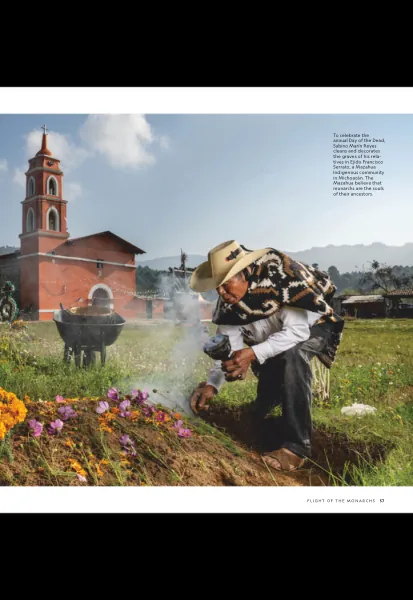 To celebrate the
annual Day of the Dead,
Sabino Marín Reyes
cleans and decorates
the graves of his rela-
tives in Ejido Francisco
Serrato, a Mazahua
Indigenous community
in Michoacán. The
Mazahua believe that
monarchs are the souls
of their ancestors.
FLIGHT OF THE MONARCHS 57